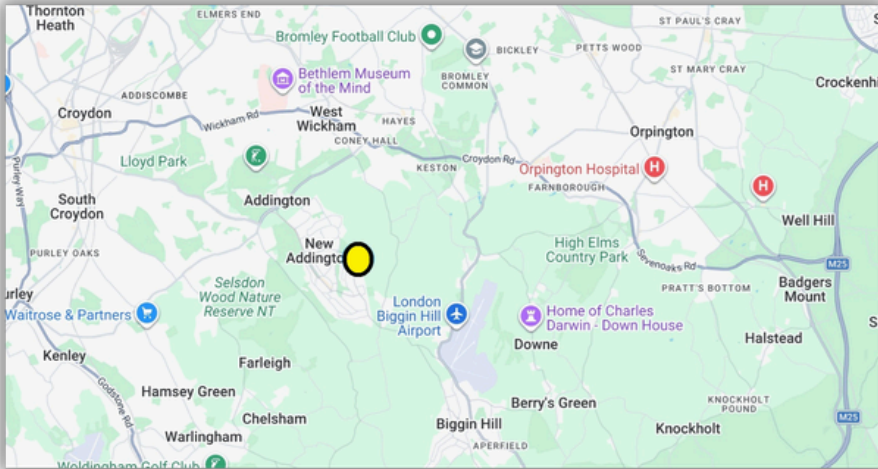 Thornton
Heath
ELMERS END
Bromley Football Club
BICKLEY
PETTS WOOD
ST PAUL'S CRAY
Bethlem Museum
of the Mind
BROMLEY
COMMON
ST MARY CRAY
Crockenhi
ADDISCOMBE
Croydon
Wickham Rd
West
Wickham
HAYES
CONEY HALL
Orpington
Lloyd Park
Croydon Rd
KESTON
Orpington Hospital
H
H
FARNBOROUGH
Purley Way
South
Croydon
Addington
Well Hill
PURLEY OAKS
New
Addingto
High Elms
Country Park
Sevenoaks Rd
M25
Selsdon
Wood Nature
Reserve NT
PRATT'S BOTTOM
Badgers
Mount
urley
Waitrose & Partners
London
Biggin Hill
Airport
Home of Charles
Darwin - Down House
Downe
Halstead
S
Kenley
Farleigh
Godstone Rd
Hamsey Green
Chelsham
Berry's Green
KNOCKHOLT
POUND
M25
Warlingham
Biggin Hill
Knockholt
APERFIELD
Woldingham Golf Club